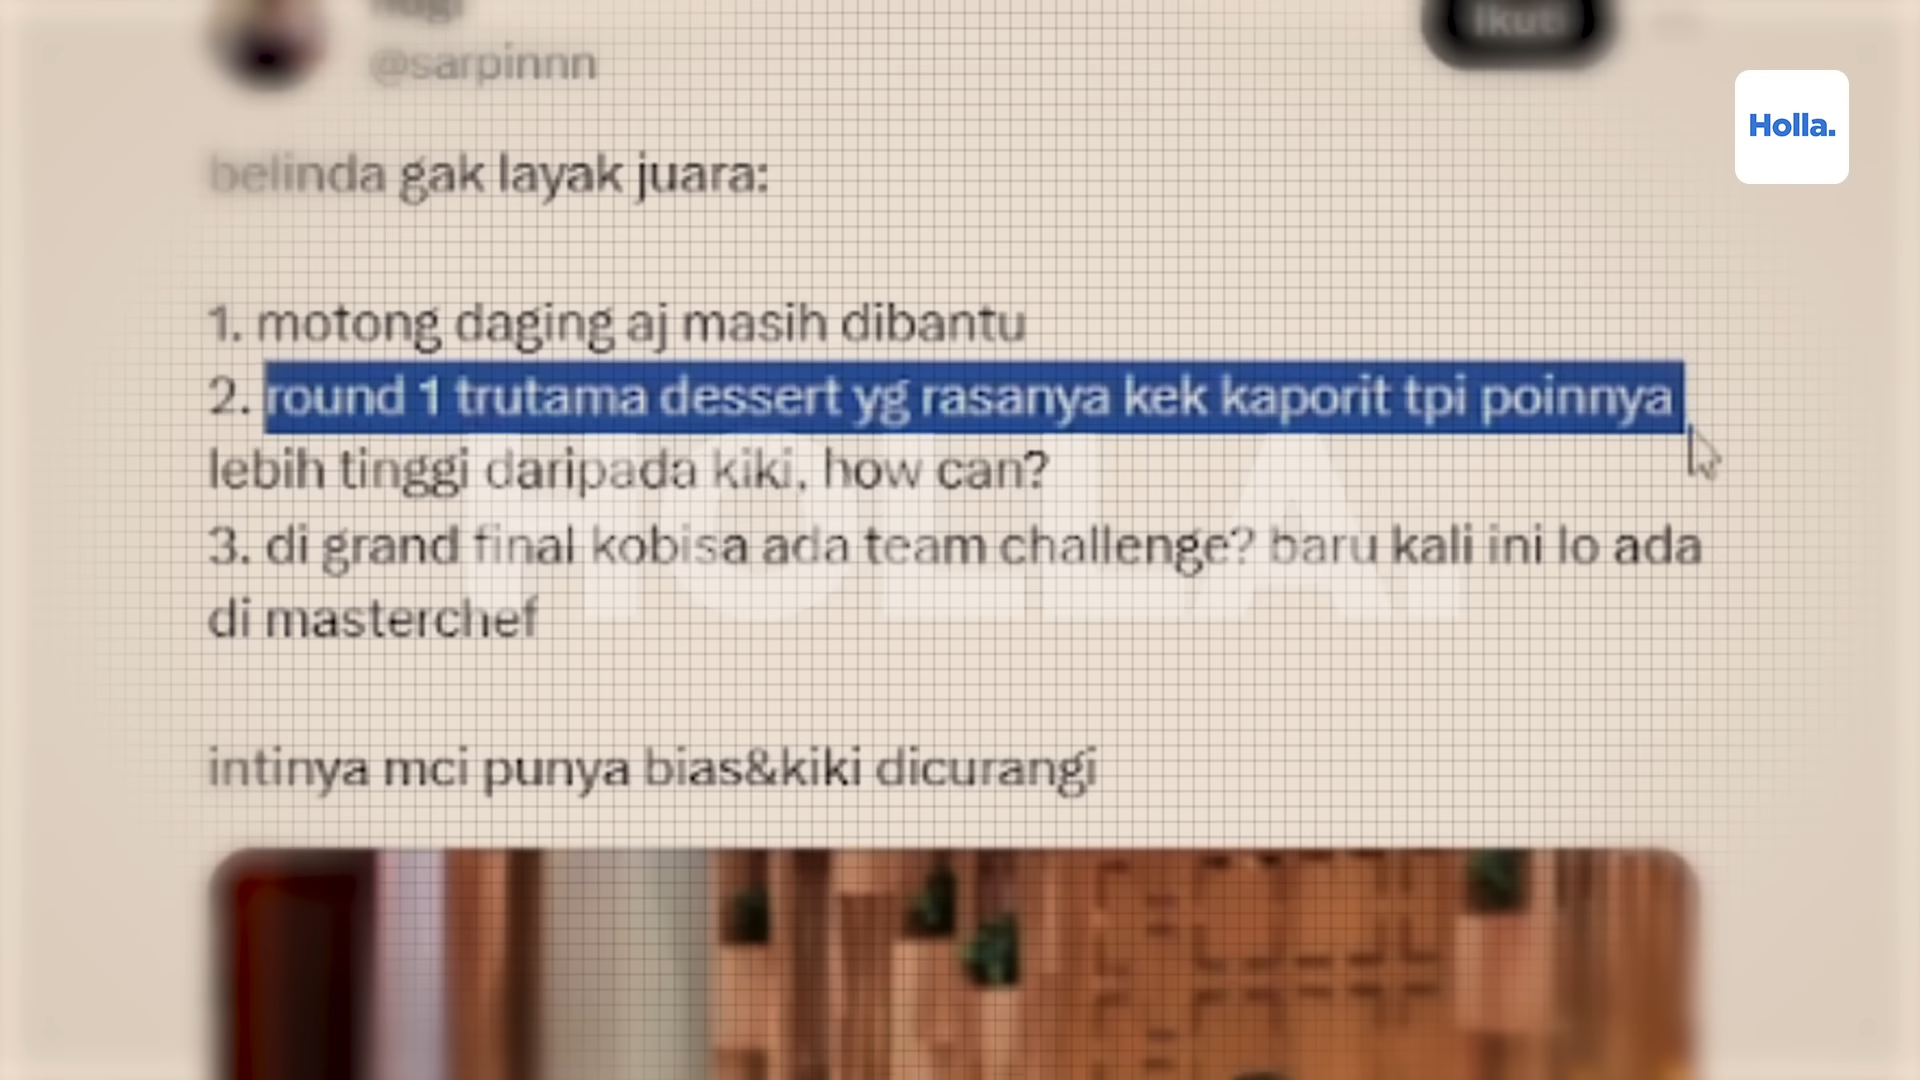 @sarpinnn
Ikuti
Holla.
belinda gak layak juara:
1. motong daging aj masih dibantu
2. round 1 trutama dessert yg rasanya kek kaporit tpi poinnya
lebih tinggi daripada kiki, how can?
3. di grand final kobisa ada team challenge? baru kali ini lo ada
di masterchef
HOLLA.
intinya mci punya bias&kiki dicurangi